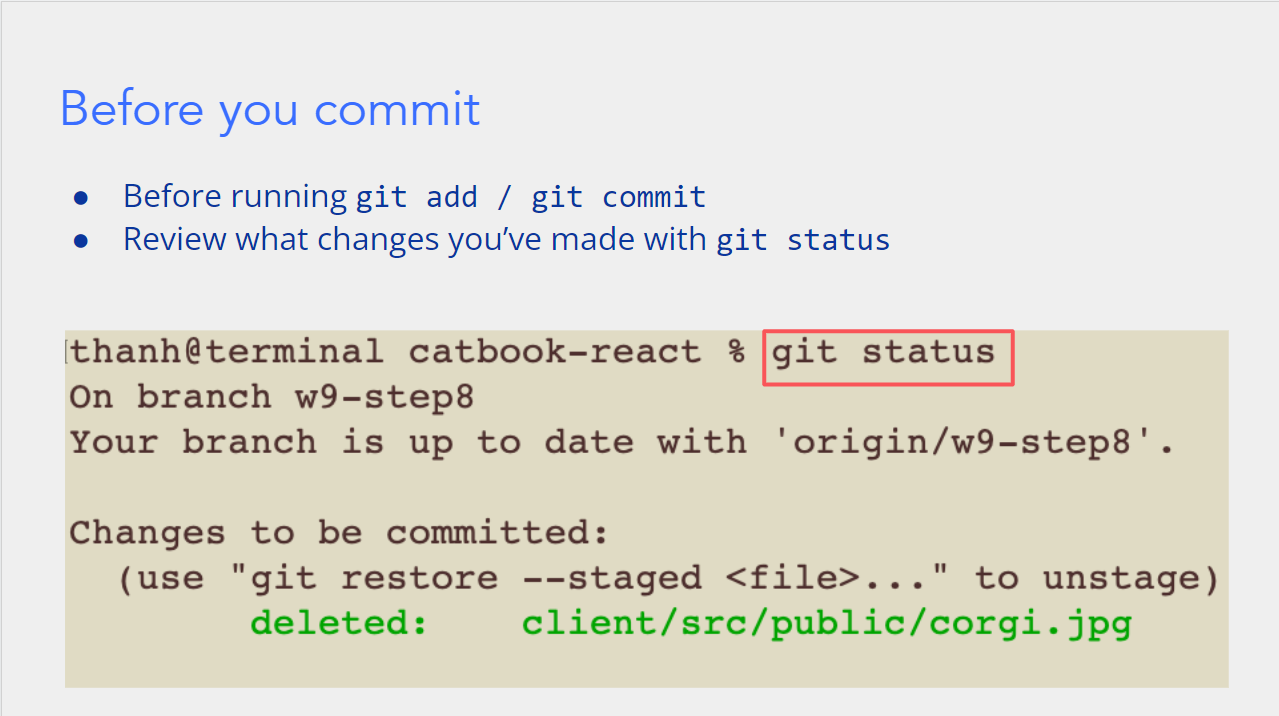 Before you commit
● Before running git add / git commit
● Review what changes you’ve made with git status
thanh@terminal catbook-react % git status
On branch w9-step8
Your branch is up to date with 'origin/w9-step8'.
Changes to be committed:
(use "git restore --staged <file>..." to unstage)
deleted: client/src/public/corgi.jpg